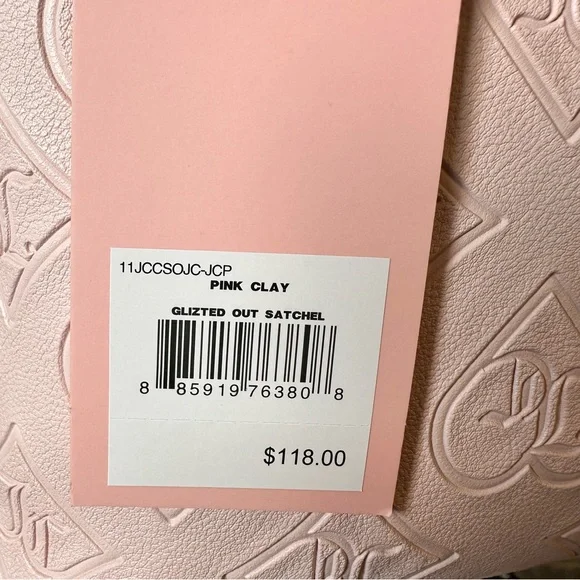 11JCCSOJC-JCP
PINK CLAY
GLIZTED OUT SATCHEL
8 85919 76380 8
$118.00